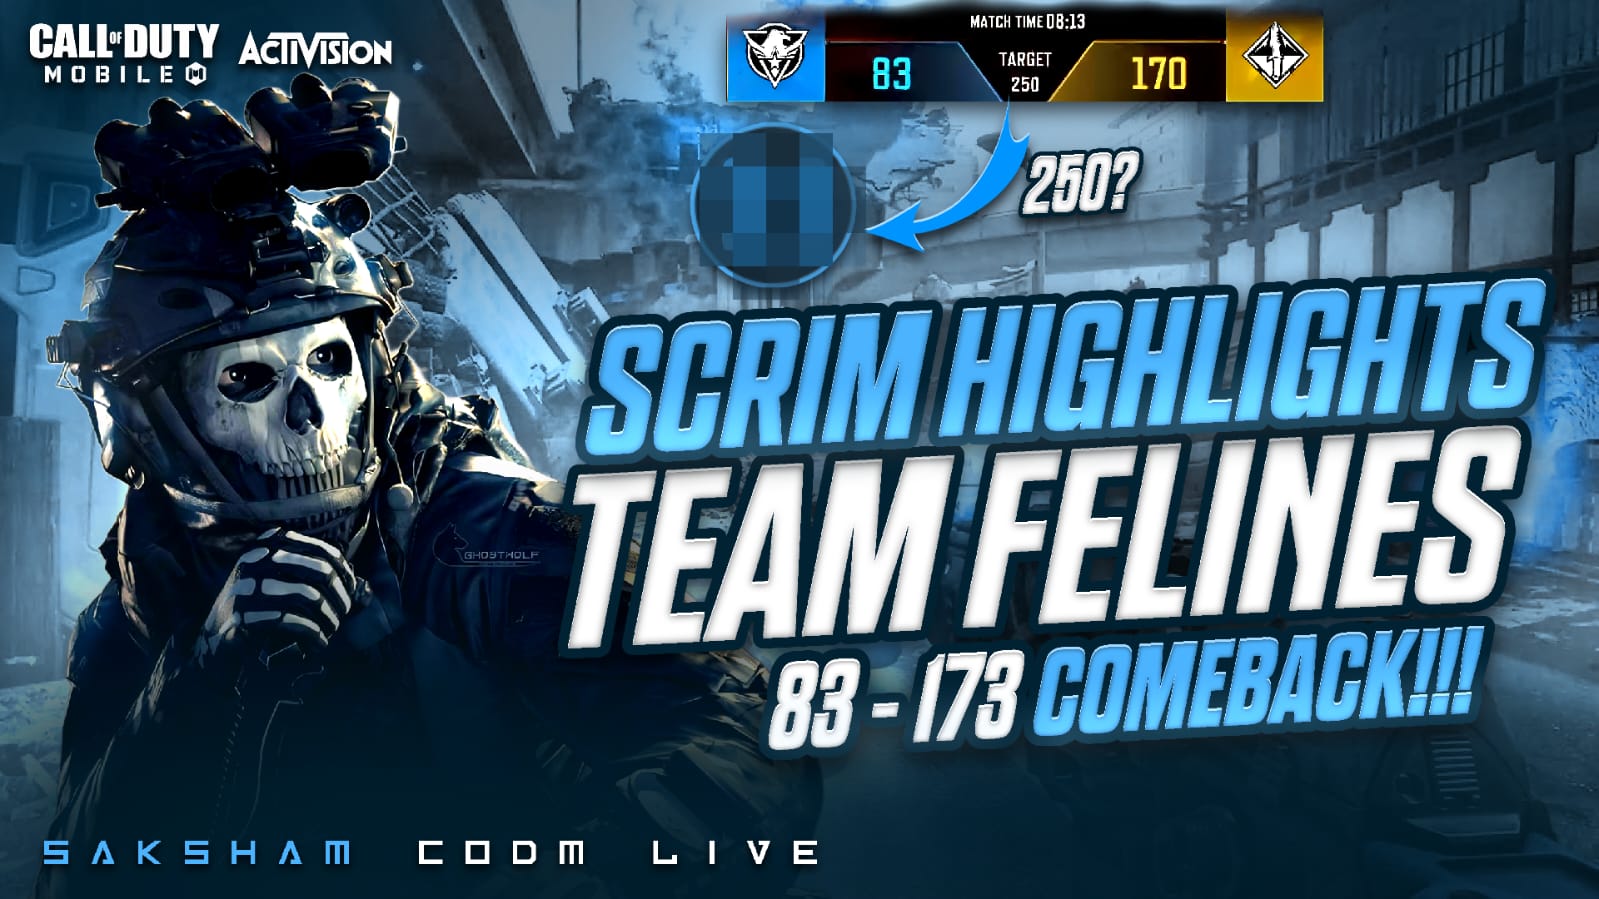 CALL OF DUTY
MOBILE
ACTIVISION
MATCH TIME 08:13
83
TARGET
250
170
250?
SCRIM HIGHLIGHTS
TEAM FELINES
83 - 173 COMEBACK!!!
GHOSTWOLF
SAKSHAM CODM LIVE